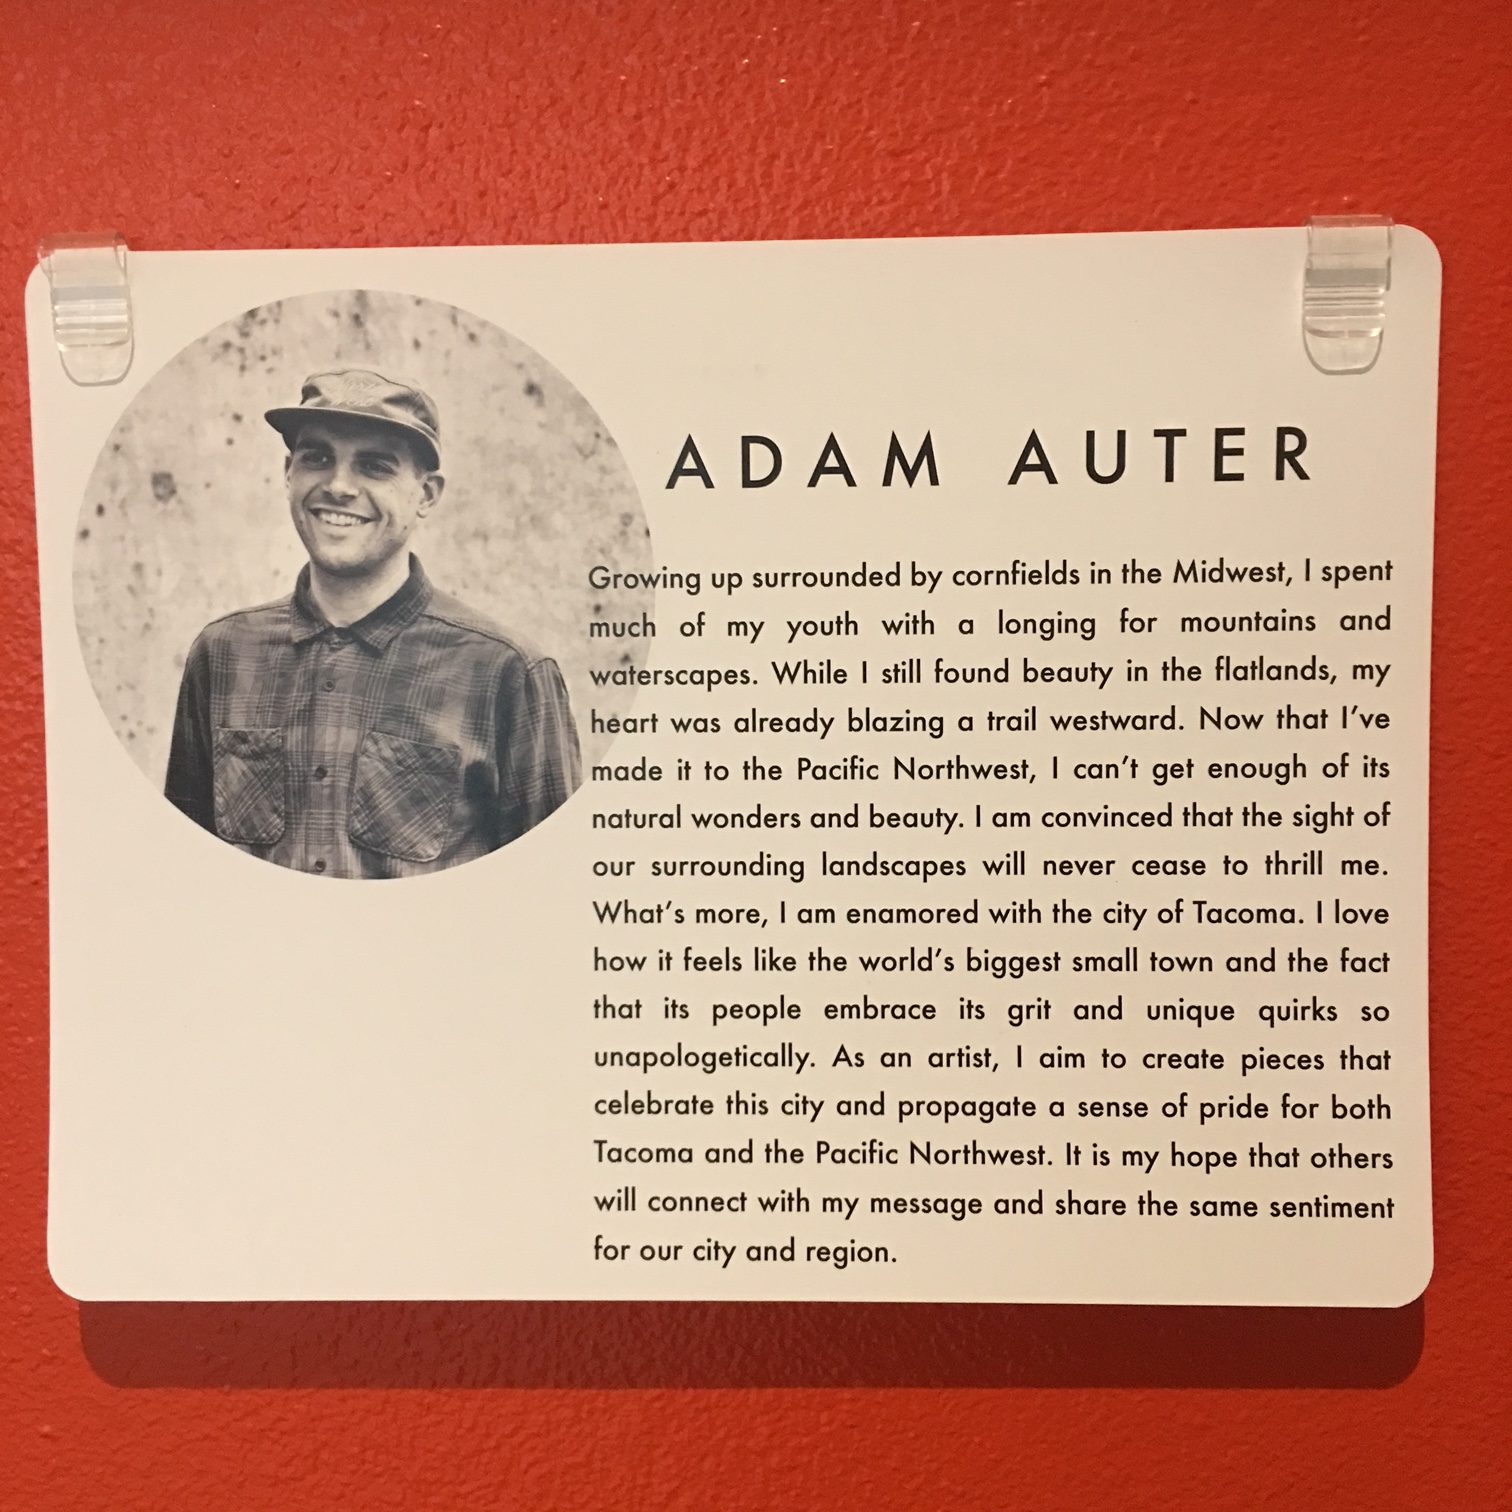 ADAM AUTER
Growing up surrounded by cornfields in the Midwest, I spent
much of my youth with a longing for mountains and
waterscapes. While I still found beauty in the flatlands, my
heart was already blazing a trail westward. Now that I've
made it to the Pacific Northwest, I can't get enough of its
natural wonders and beauty. I am convinced that the sight of
our surrounding landscapes will never cease to thrill me.
What's more, I am enamored with the city of Tacoma. I love
how it feels like the world's biggest small town and the fact
that its people embrace its grit and unique quirks so
unapologetically. As an artist, I aim to create pieces that
celebrate this city and propagate a sense of pride for both
Tacoma and the Pacific Northwest. It is my hope that others
will connect with my message and share the same sentiment
for our city and region.